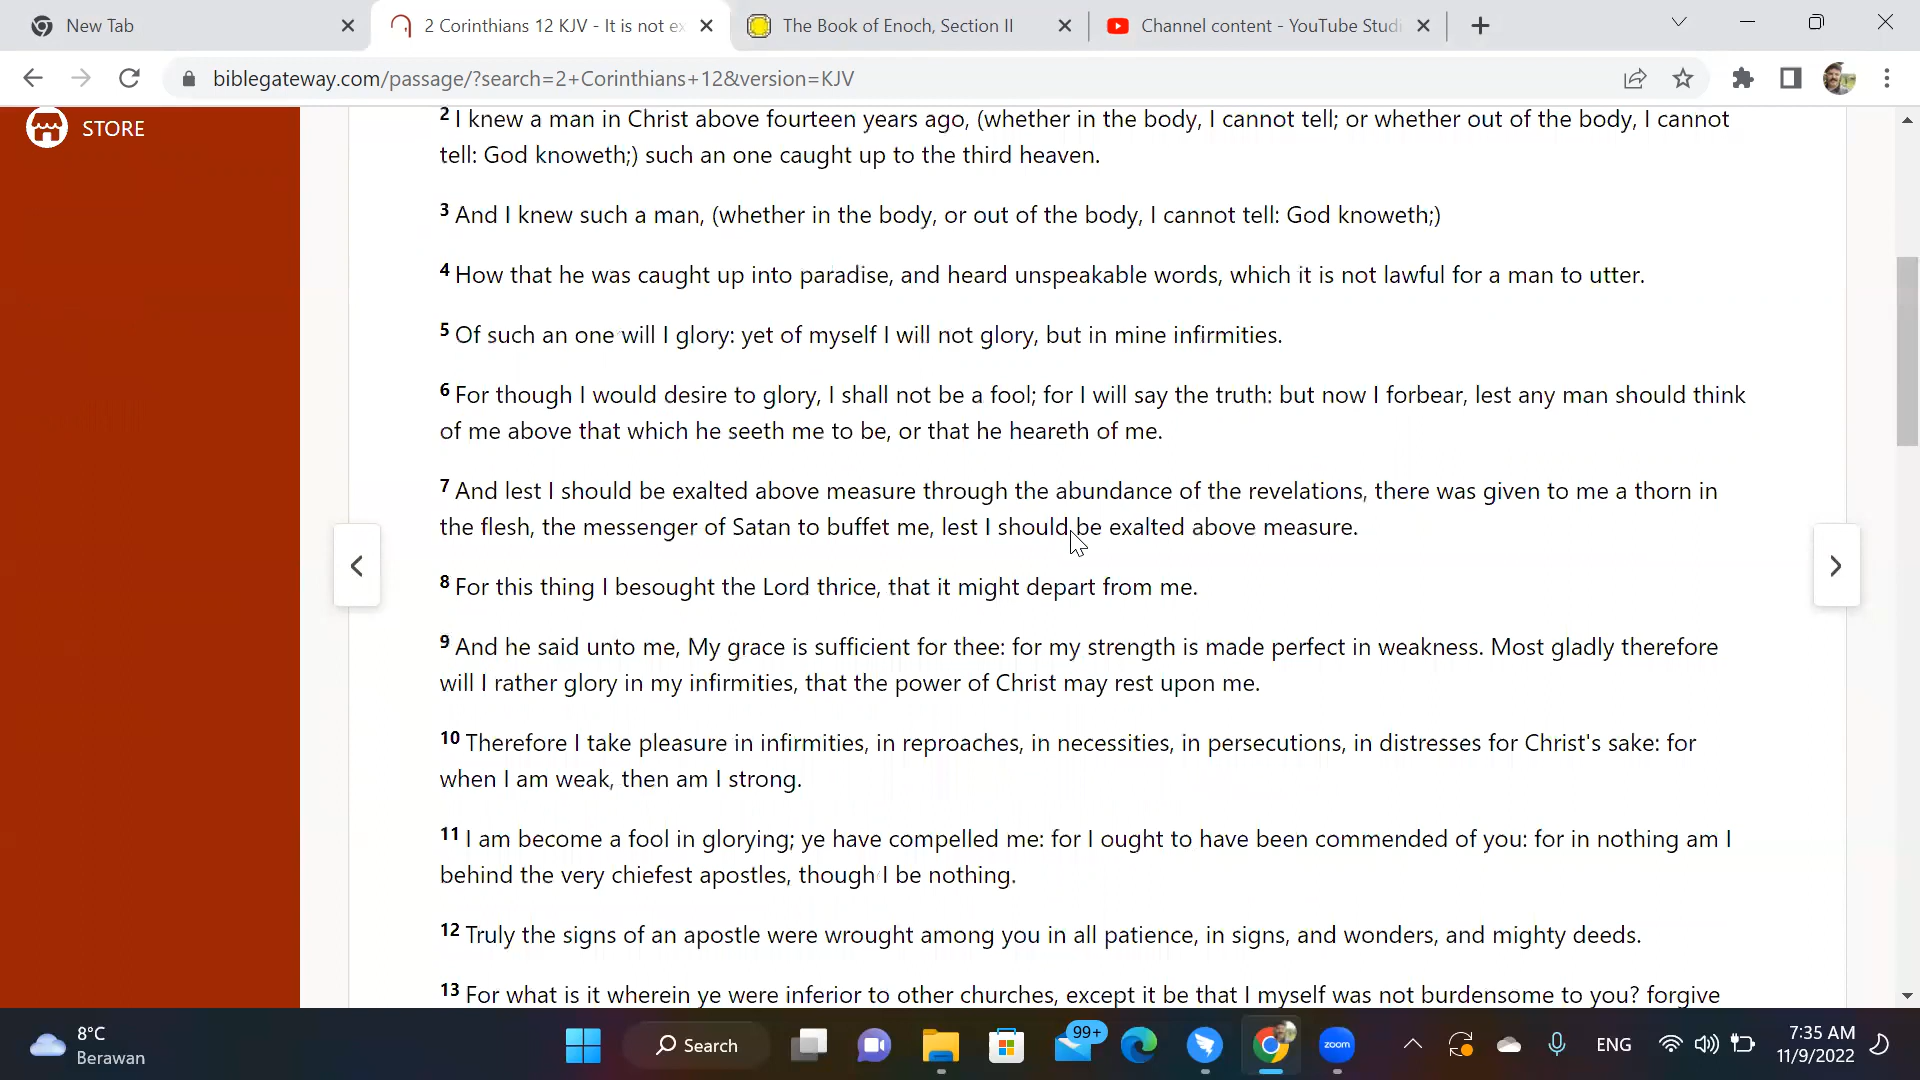 New Tab
2 Corinthians 12 KJV - It is not ex
The Book of Enoch, Section II
Channel content - YouTube Studi
biblegateway.com/passage/?search=2+Corinthians+12&version=KJV
STORE
2 I knew a man in Christ above fourteen years ago, (whether in the body, I cannot tell; or whether out of the body, I cannot
tell: God knoweth;) such an one caught up to the third heaven.
3 And I knew such a man, (whether in the body, or out of the body, I cannot tell: God knoweth;)
4 How that he was caught up into paradise, and heard unspeakable words, which it is not lawful for a man to utter.
5 Of such an one will I glory: yet of myself I will not glory, but in mine infirmities.
6 For though I would desire to glory, I shall not be a fool; for I will say the truth: but now I forbear, lest any man should think
of me above that which he seeth me to be, or that he heareth of me.
7 And lest I should be exalted above measure through the abundance of the revelations, there was given to me a thorn in
the flesh, the messenger of Satan to buffet me, lest I should be exalted above measure.
8 For this thing I besought the Lord thrice, that it might depart from me.
9 And he said unto me, My grace is sufficient for thee: for my strength is made perfect in weakness. Most gladly therefore
will I rather glory in my infirmities, that the power of Christ may rest upon me.
10 Therefore I take pleasure in infirmities, in reproaches, in necessities, in persecutions, in distresses for Christ's sake: for
when I am weak, then am I strong.
11 I am become a fool in glorying; ye have compelled me: for I ought to have been commended of you: for in nothing am I
behind the very chiefest apostles, though I be nothing.
12 Truly the signs of an apostle were wrought among you in all patience, in signs, and wonders, and mighty deeds.
13 For what is it wherein ye were inferior to other churches, except it be that I myself was not burdensome to you? forgive
8°C
Berawan
Search
99+
zoom
ENG
7:35 AM
11/9/2022